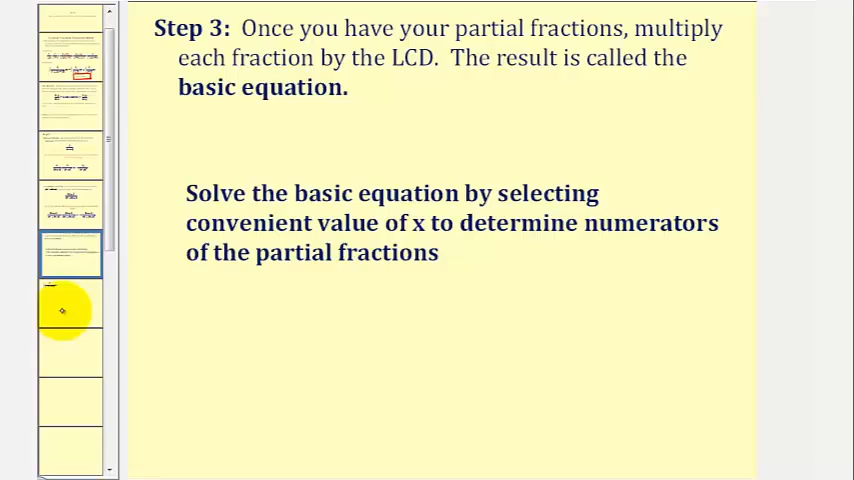 Step 3: Once you have your partial fractions, multiply
each fraction by the LCD. The result is called the
basic equation.
Solve the basic equation by selecting
convenient value of x to determine numerators
of the partial fractions